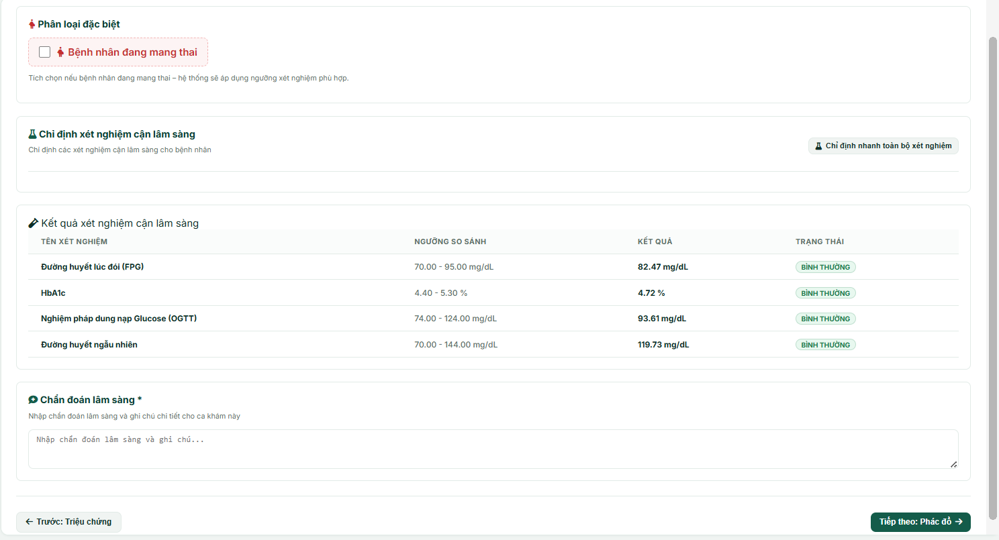 Phân loại đặc biệt
Bệnh nhân đang mang thai
Tích chọn nếu bệnh nhân đang mang thai – hệ thống sẽ áp dụng ngưỡng xét nghiệm phù hợp.
Chỉ định xét nghiệm cận lâm sàng
Chỉ định các xét nghiệm cận lâm sàng cho bệnh nhân
Chỉ định nhanh toàn bộ xét nghiệm
Kết quả xét nghiệm cận lâm sàng
TÊN XÉT NGHIỆM NGƯỠNG SO SÁNH KẾT QUẢ TRẠNG THÁI
Đường huyết lúc đói (FPG) 70.00 - 95.00 mg/dL 82.47 mg/dL BÌNH THƯỜNG
HbA1c 4.40 - 5.30 % 4.72 % BÌNH THƯỜNG
Nghiệm pháp dung nạp Glucose (OGTT) 74.00 - 124.00 mg/dL 93.61 mg/dL BÌNH THƯỜNG
Đường huyết ngẫu nhiên 70.00 - 144.00 mg/dL 119.73 mg/dL BÌNH THƯỜNG
Chẩn đoán lâm sàng *
Nhập chẩn đoán lâm sàng và ghi chú chi tiết cho ca khám này
Nhập chẩn đoán lâm sàng và ghi chú...
← Trước: Triệu chứng
Tiếp theo: Phác đồ →